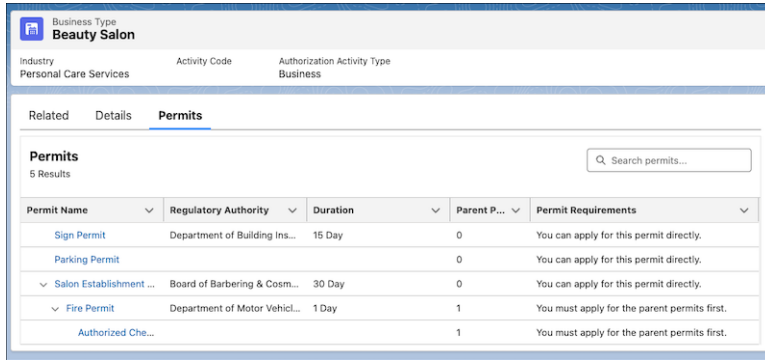 Business Type
Beauty Salon
Industry Activity Code Authorization Activity Type
Personal Care Services Business
Related Details Permits
Permits
5 Results
Search permits...
Permit Name Regulatory Authority Duration Parent P... Permit Requirements
Sign Permit Department of Building Ins... 15 Day 0 You can apply for this permit directly.
Parking Permit 0 You can apply for this permit directly.
Salon Establishment ... Board of Barbering & Cosm... 30 Day 0 You can apply for this permit directly.
Fire Permit Department of Motor Vehicl... 1 Day 1 You must apply for the parent permits first.
Authorized Che... 1 You must apply for the parent permits first.